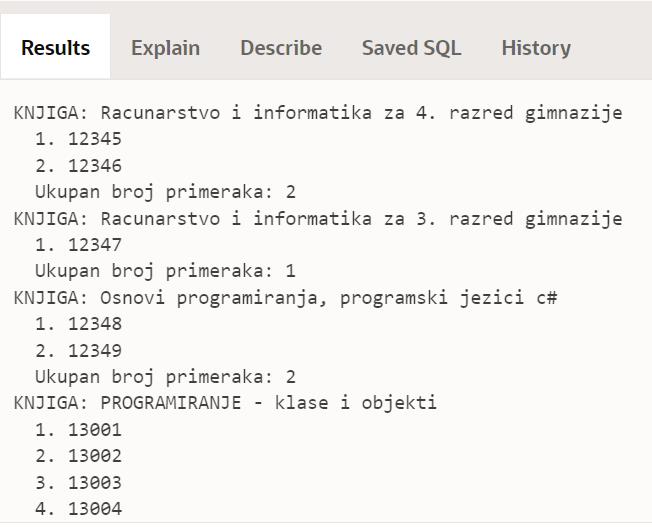 Results Explain Describe Saved SQL History
KNJIGA: Racunarstvo i informatika za 4. razred gimnazije
1. 12345
2. 12346
Ukupan broj primeraka: 2
KNJIGA: Racunarstvo i informatika za 3. razred gimnazije
1. 12347
Ukupan broj primeraka: 1
KNJIGA: Osnovi programiranja, programski jezici c#
1. 12348
2. 12349
Ukupan broj primeraka: 2
KNJIGA: PROGRAMIRANJE - klase i objekti
1. 13001
2. 13002
3. 13003
4. 13004